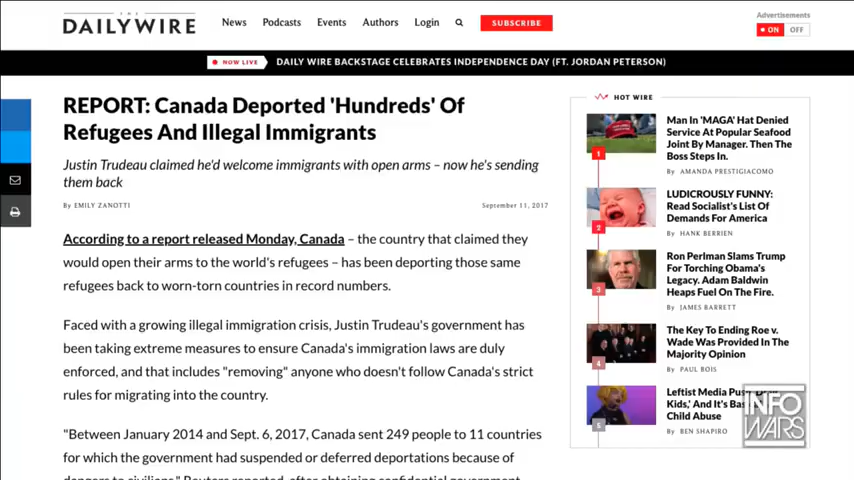 THE
DAILYWIRE
News
Podcasts
Events
Authors
Login
SUBSCRIBE
Advertisements
ON OFF
NOW LIVE
DAILY WIRE BACKSTAGE CELEBRATES INDEPENDENCE DAY (FT. JORDAN PETERSON)
REPORT: Canada Deported 'Hundreds' Of
Refugees And Illegal Immigrants
Justin Trudeau claimed he'd welcome immigrants with open arms – now he's sending
them back
By EMILY ZANOTTI
September 11, 2017
According to a report released Monday, Canada – the country that claimed they
would open their arms to the world's refugees – has been deporting those same
refugees back to worn-torn countries in record numbers.
Faced with a growing illegal immigration crisis, Justin Trudeau's government has
been taking extreme measures to ensure Canada's immigration laws are duly
enforced, and that includes "removing" anyone who doesn't follow Canada's strict
rules for migrating into the country.
"Between January 2014 and Sept. 6, 2017, Canada sent 249 people to 11 countries
for which the government had suspended or deferred deportations because of
dangers to civilians," Reuters reported, after obtaining confidential government
HOT WIRE
1
Man In 'MAGA' Hat Denied
Service At Popular Seafood
Joint By Manager. Then The
Boss Steps In.
By AMANDA PRESTIGIACOMO
2
LUDICROUSLY FUNNY:
Read Socialist's List Of
Demands For America
By HANK BERRIEN
3
Ron Perlman Slams Trump
For Torching Obama's
Legacy. Adam Baldwin
Heaps Fuel On The Fire.
By JAMES BARRETT
4
The Key To Ending Roe v.
Wade Was Provided In The
Majority Opinion
By PAUL BOIS
5
Leftist Media Push
Kids,' And It's
Child Abuse
By BEN SHAPIRO
INFO
WARS